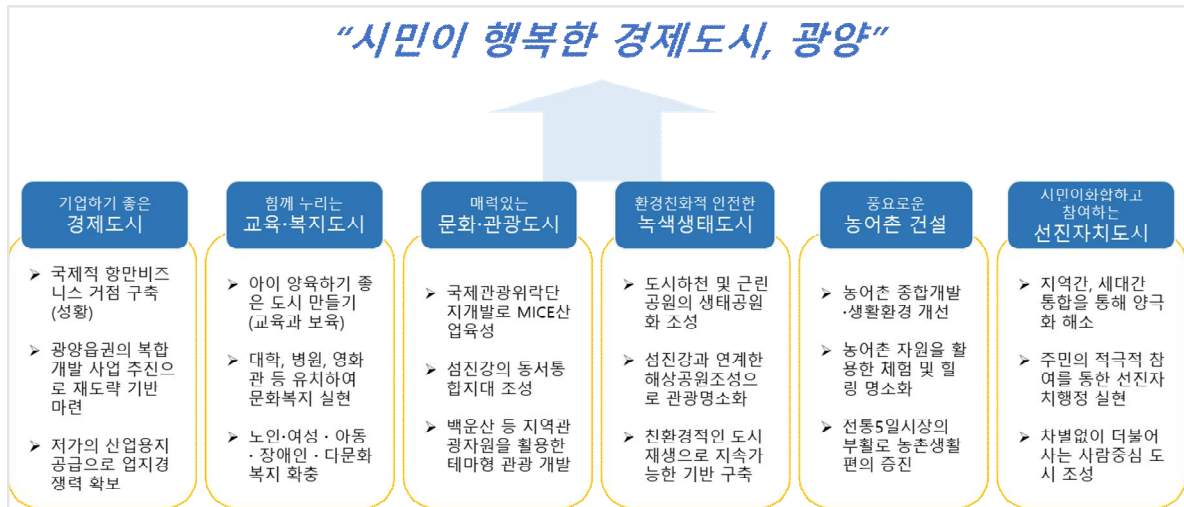 “시민이 행복한 경제도시, 광양”
기업하기 좋은
경제도시
➢ 국제적 항만비즈
니스 거점 구축
(성황)
➢ 광양읍권의 복합
개발 사업 추진으
로 재도략 기반
마련
➢ 저가의 산업용지
공급으로 업지경
쟁력 확보
함께 누리는
교육·복지도시
➢ 아이 양육하기 좋
은 도시 만들기
(교육과 보육)
➢ 대학, 병원, 영화
관 등 유치하여
문화복지 실현
➢ 노인·여성·아동
·장애인·다문화
복지 확충
매력있는
문화·관광도시
➢ 국제관광위락단
지개발로 MICE산
업육성
➢ 섬진강의 동서통
힙지대 조성
➢ 백운산 등 지역관
광자원을 활용한
테마형 관광 개발
환경친화적 안전한
녹색생태도시
➢ 도시하천 및 근린
공원의 생태공원
화 조성
➢ 섬진강과 연계한
해상공원조성으
로 관광명소화
➢ 친환경적인 도시
재생으로 지속가
능한 기반 구축
풍요로운
농어촌 건설
➢ 농어촌 종합개발
·생활환경 개선
➢ 농어촌 자원을 활
용한 체험 및 힐
링 명소화
➢ 전통5일시장의
부활로 농촌생활
편의 증진
시민이화합하고
참여하는
선진자치도시
➢ 지역간, 세대간
통합을 통해 양극
화 해소
➢ 주민의 적극적 참
여를 통한 선진자
치행정 실현
➢ 차별없이 더불어
사는 사람중심 도
시 조성